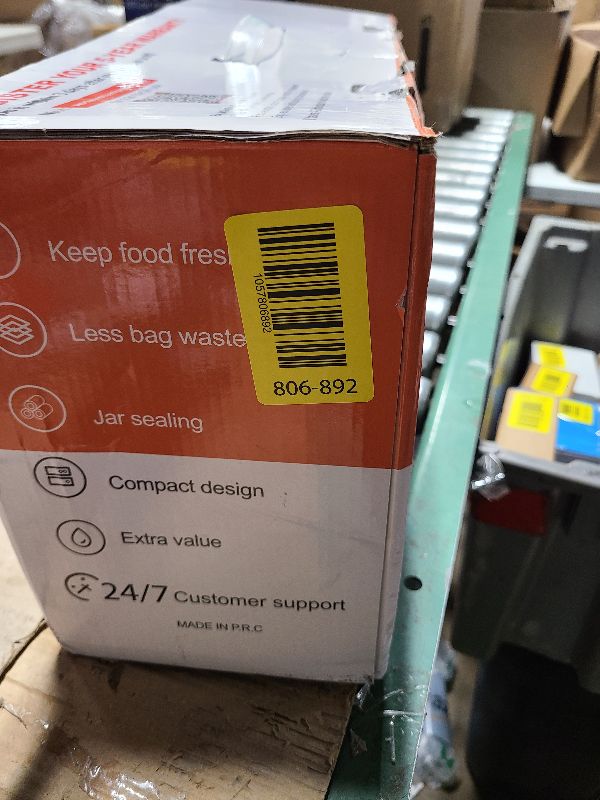 Keep food fres
Less bag waste
Jar sealing
Compact design
Extra value
24/7 Customer support
MADE IN P.R.C
1057806892
806-892